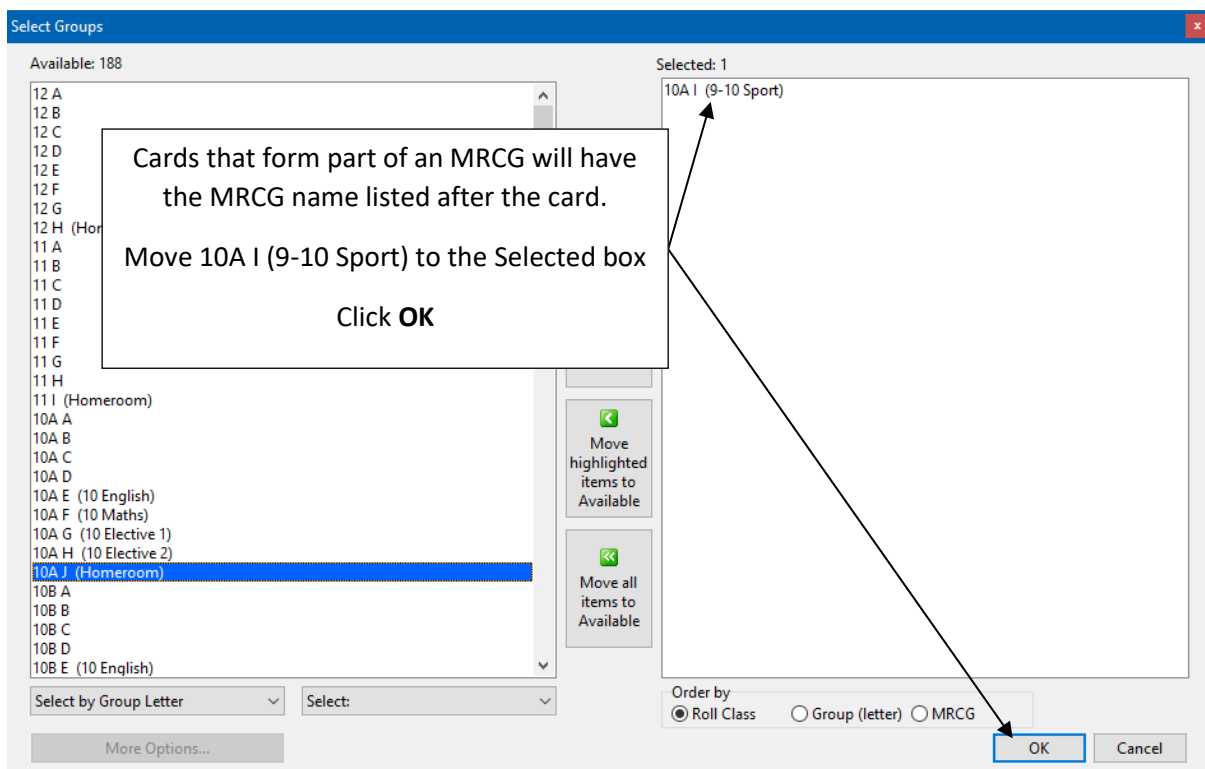 Select Groups
x
Available: 188
Selected: 1
12 A
12 B
12 C
12 D
12 E
12 F
12 G
12 H (Hor
11 A
11 B
11 C
11 D
11 E
11 F
11 G
11 H
11 I (Homeroom)
10A A
10A B
10A C
10A D
10A E (10 English)
10A F (10 Maths)
10A G (10 Elective 1)
10A H (10 Elective 2)
10A J (Homeroom)
10B A
10B B
10B C
10B D
10B E (10 English)
Cards that form part of an MRCG will have
the MRCG name listed after the card.
Move 10A I (9-10 Sport) to the Selected box
Click OK
Move
highlighted
items to
Available
Move all
items to
Available
10A I (9-10 Sport)
Select by Group Letter
Select:
Order by
Roll Class
Group (letter)
MRCG
More Options...
OK
Cancel